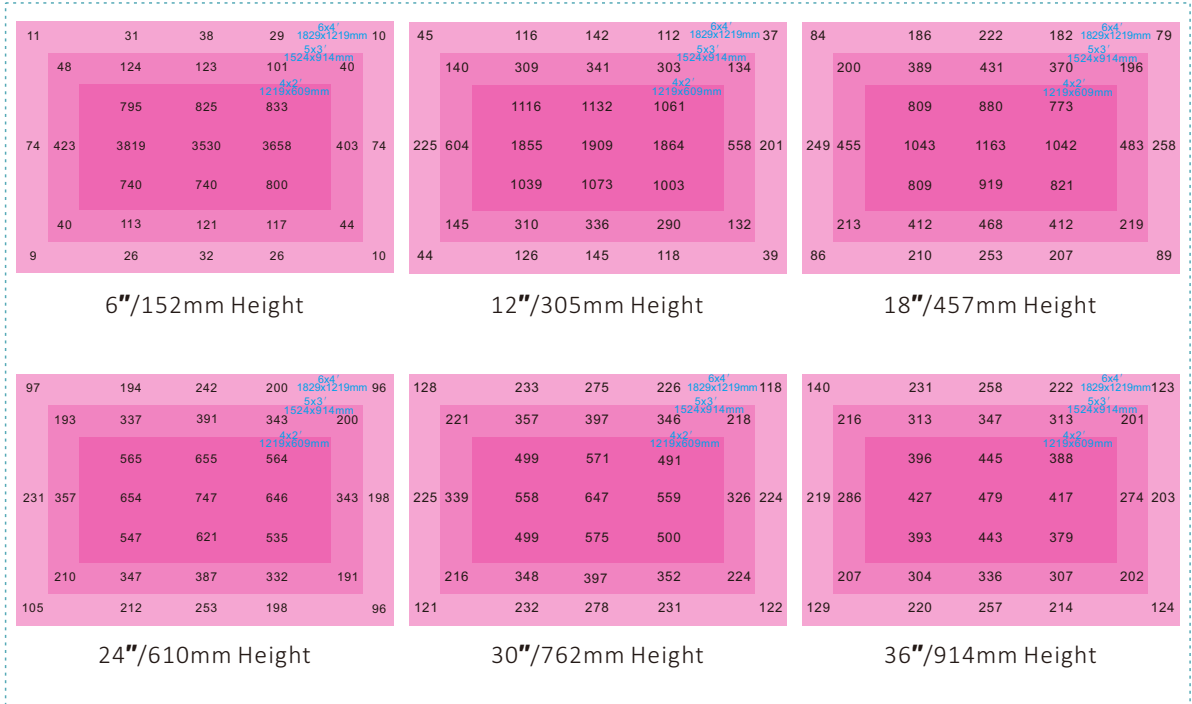 6x4′
11 31 38 29 1829x1219mm 10
5x3′
1524x914mm
48 124 123 101 40
4x2′
1219x609mm
795 825 833
74 423 3819 3530 3658 403 74
740 740 800
40 113 121 117 44
9 26 32 26 10
6″/152mm Height
6x4′
45 116 142 112 1829x1219mm 37
5x3′
1524x914mm
140 309 341 303 134
4x2′
1219x609mm
1116 1132 1061
225 604 1855 1909 1864 558 201
1039 1073 1003
145 310 336 290 132
44 126 145 118 39
12″/305mm Height
6x4′
84 186 222 182 1829x1219mm 79
5x3′
1524x914mm
200 389 431 370 196
4x2′
1219x609mm
809 880 773
249 455 1043 1163 1042 483 258
809 919 821
213 412 468 412 219
86 210 253 207 89
18″/457mm Height
6x4′
97 194 242 200 1829x1219mm 96
5x3′
1524x914mm
193 337 391 343 200
4x2′
1219x609mm
565 655 564
231 357 654 747 646 343 198
547 621 535
210 347 387 332 191
105 212 253 198 96
24″/610mm Height
6x4′
128 233 275 226 1829x1219mm 118
5x3′
1524x914mm
221 357 397 346 218
4x2′
1219x609mm
499 571 491
225 339 558 647 559 326 224
499 575 500
216 348 397 352 224
121 232 278 231 122
30″/762mm Height
6x4′
140 231 258 222 1829x1219mm 123
5x3′
1524x914mm
216 313 347 313 201
4x2′
1219x609mm
396 445 388
219 286 427 479 417 274 203
393 443 379
207 304 336 307 202
129 220 257 214 124
36″/914mm Height